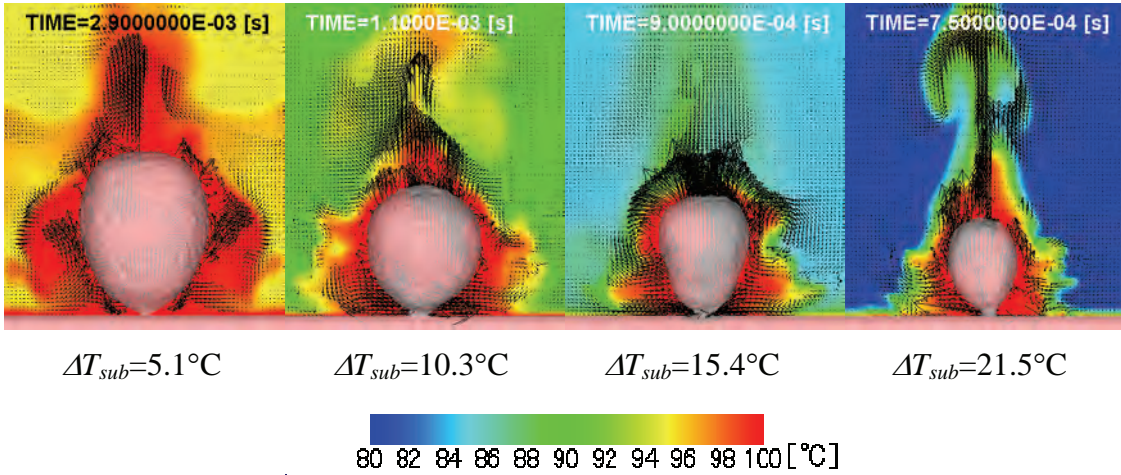 TIME=2.9000000E-03 [s] TIME=1.1000E-03 [s] TIME=9.0000000E-04 [s] TIME=7.5000000E-04 [s]
ΔTsub=5.1°C ΔTsub=10.3°C ΔTsub=15.4°C ΔTsub=21.5°C
80 82 84 86 88 90 92 94 96 98 100 [°C]